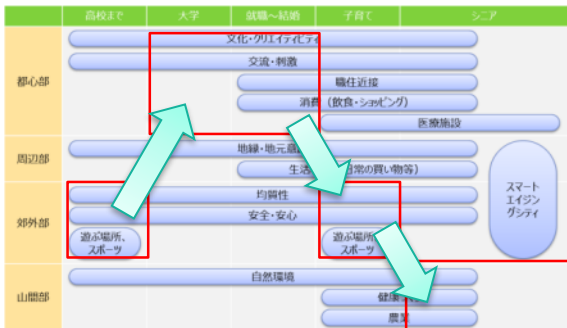 高校まで 大学 就職～結婚 子育て シニア
都心部
文化・クリエイティビティ
交流・刺激
職住近接
消費（飲食・ショッピング）
医療施設
周辺部
地縁・地元意
生活 日常の買い物等）
郊外部
均質性
安全・安心
遊ぶ場所、
スポーツ
遊ぶ場所
スポーツ
スマート
エイジン
グシティ
山間部
自然環境
健康
農業